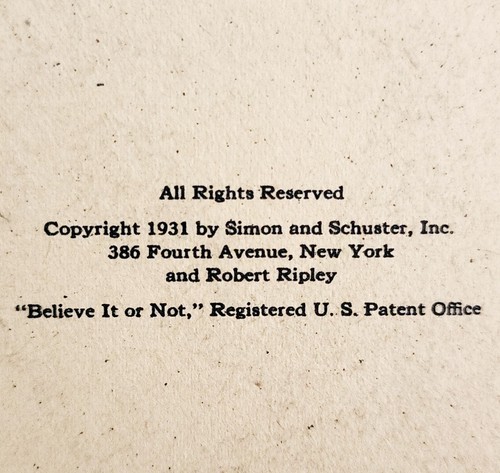 All Rights Reserved
Copyright 1931 by Simon and Schuster, Inc.
386 Fourth Avenue, New York
and Robert Ripley
“Believe It or Not,” Registered U. S. Patent Office